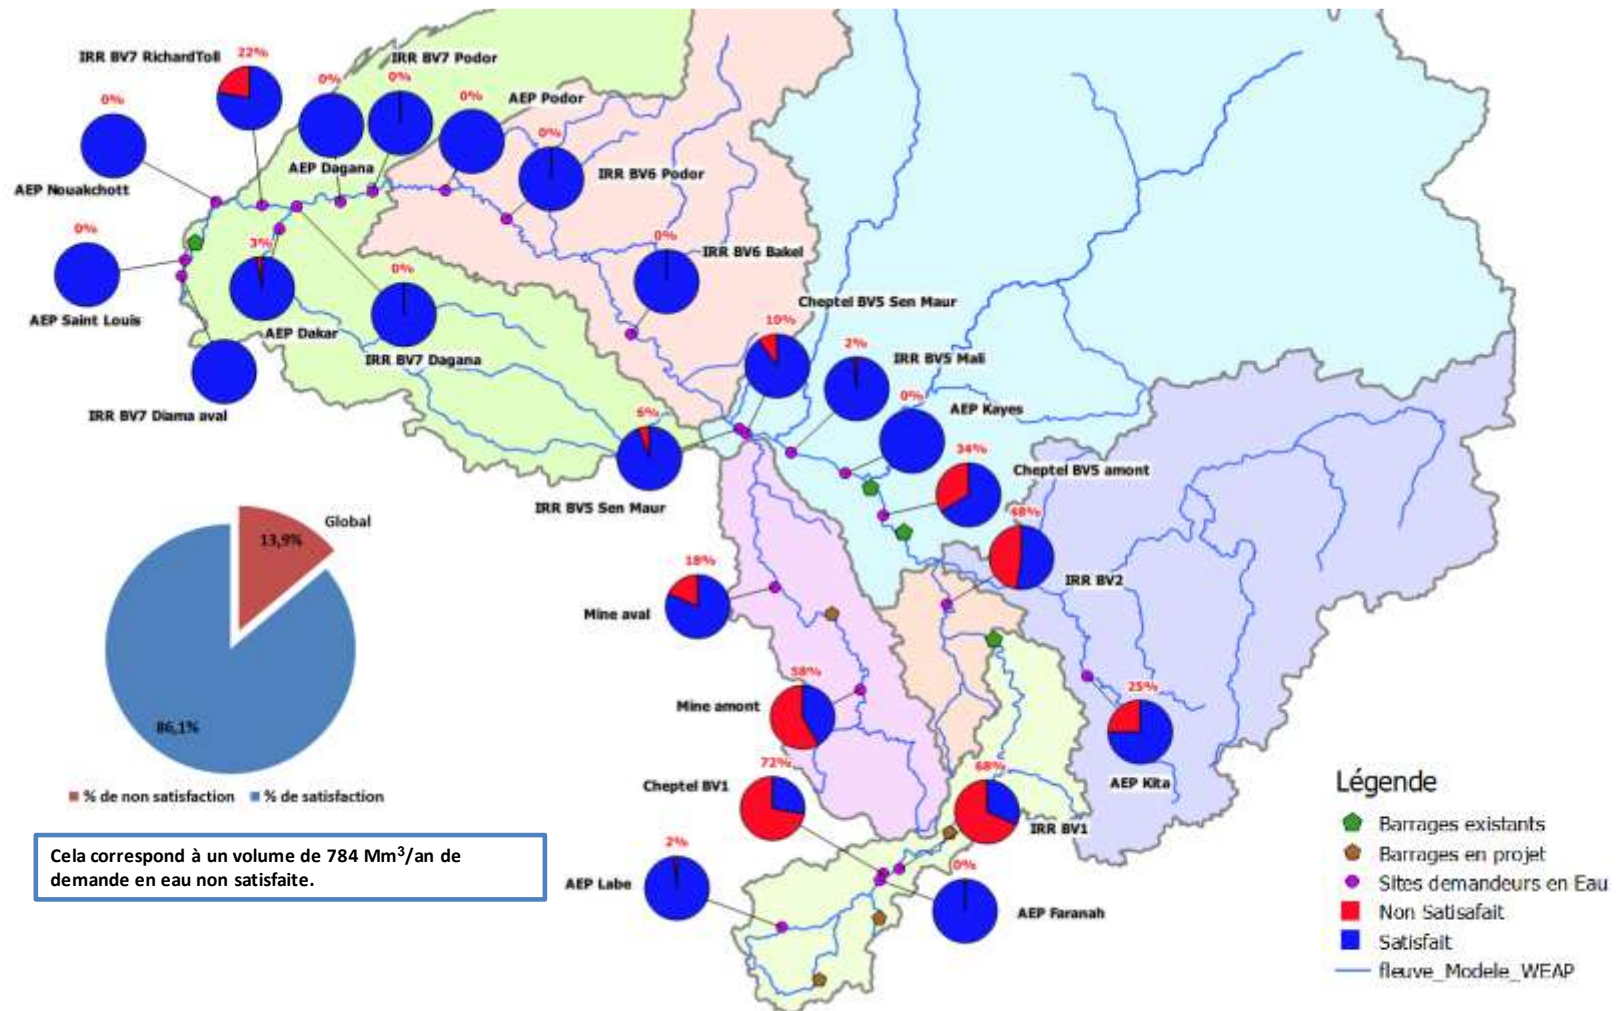 IRR BV7 RichardToll
22%
0%
IRR BV7 Podor
0%
0%
AEP Podor
0%
0%
AEP Dagana
IRR BV6 Podor
AEP Nouakchott
0%
3%
0%
0%
IRR BV6 Bakel
AEP Saint Louis
AEP Dakar
IRR BV7 Dagana
IRR BV7 Diama aval
Cheptel BV5 Sen Maur
10%
2%
IRR BV5 Mali
0%
AEP Kayes
6%
34%
Cheptel BV5 amont
IRR BV5 Sen Maur
48%
IRR BV2
Global
13,9%
86,1%
% de non satisfaction
% de satisfaction
18%
Mine aval
58%
Mine amont
25%
AEP Kita
72%
Cheptel BV1
68%
IRR BV1
2%
AEP Labe
0%
AEP Faranah
Cela correspond à un volume de 784 Mm³/an de
demande en eau non satisfaite.
Légende
Barrages existants
Barrages en projet
Sites demandeurs en Eau
Non Satisafait
Satisfait
fleuve_Modele_WEAP